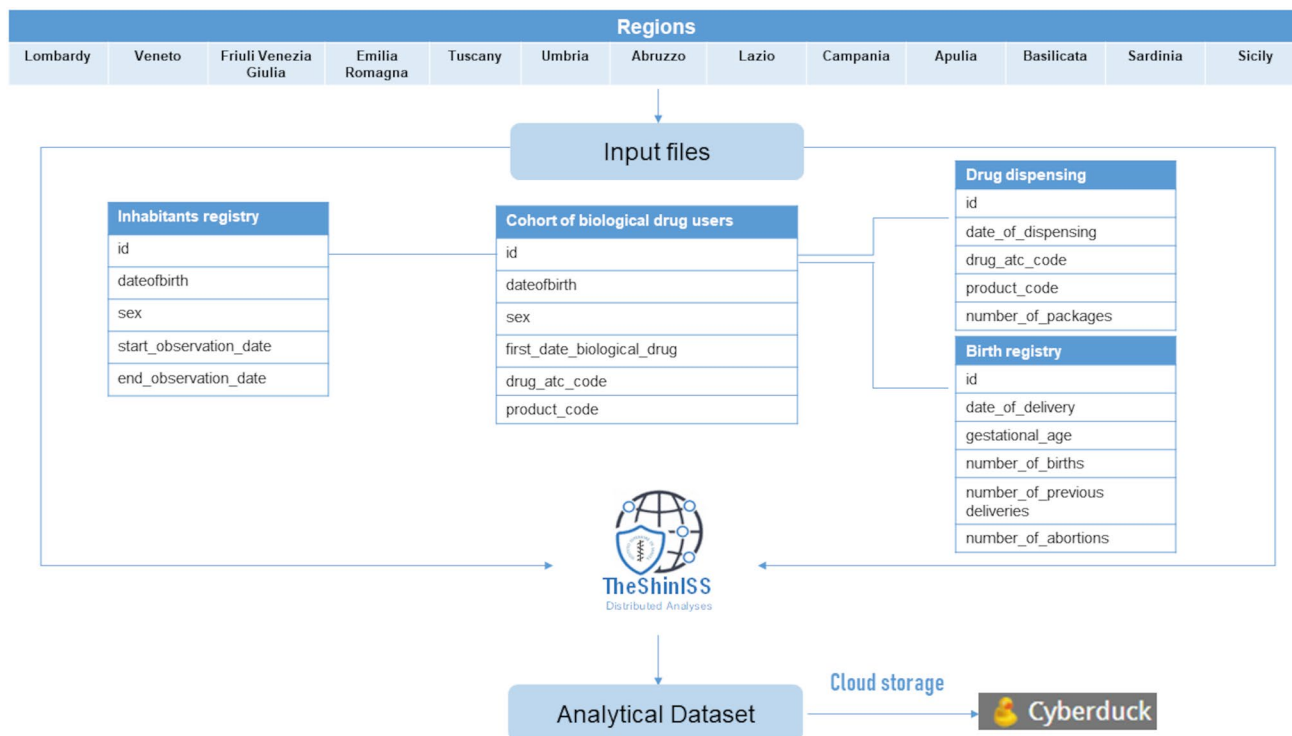 Regions
Lombardy
Veneto
Friuli Venezia
Giulia
Emilia
Romagna
Tuscany
Umbria
Abruzzo
Lazio
Campania
Apulia
Basilicata
Sardinia
Sicily
Input files
Inhabitants registry
id
dateofbirth
sex
start_observation_date
end_observation_date
Cohort of biological drug users
id
dateofbirth
sex
first_date_biological_drug
drug_atc_code
product_code
Drug dispensing
id
date_of_dispensing
drug_atc_code
product_code
number_of_packages
Birth registry
id
date_of_delivery
gestational_age
number_of_births
number_of_previous
deliveries
number_of_abortions
TheShinISS
Distributed Analyses
Analytical Dataset
Cloud storage
Cyberduck